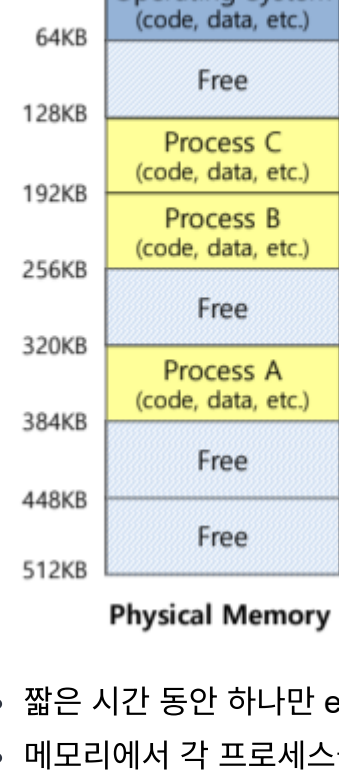 (code, data, etc.)
64KB
Free
128KB
Process C
(code, data, etc.)
192KB
Process B
(code, data, etc.)
256KB
Free
320KB
Process A
(code, data, etc.)
384KB
Free
448KB
Free
512KB
Physical Memory
• 짧은 시간 동안 하나만 e
• 메모리에서 각 프로세스